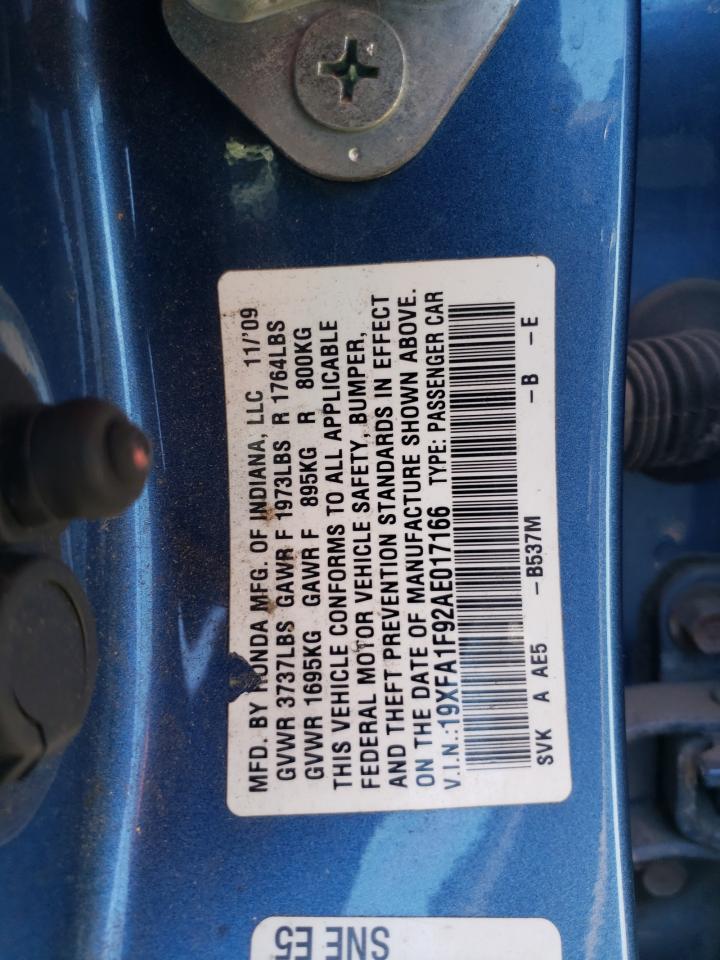 MFD. BY HONDA MFG. OF INDIANA, LLC 11/'09
GVWR 3737LBS GAWR F 1973LBS R 1764LBS
GVWR 1695KG GAWR F 895KG R 800KG
THIS VEHICLE CONFORMS TO ALL APPLICABLE
FEDERAL MOTOR VEHICLE SAFETY, BUMPER,
AND THEFT PREVENTION STANDARDS IN EFFECT
ON THE DATE OF MANUFACTURE SHOWN ABOVE.
V.I.N.:19XFA1F92AE017166 TYPE: PASSENGER CAR
SVK A AE5 -B537M -B -E
SNE E5